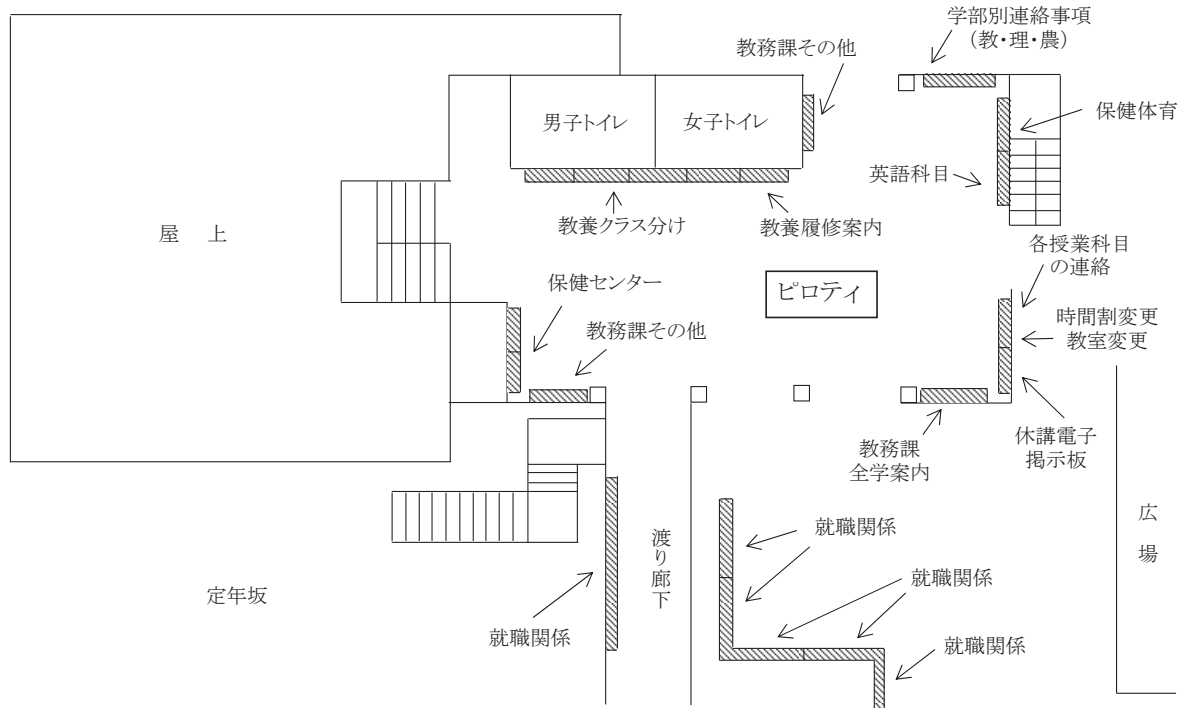 学部別連絡事項
(教・理・農)
教務課その他
男子トイレ
女子トイレ
保健体育
英語科目
教養クラス分け
教養履修案内
屋　上
各授業科目
の連絡
保健センター
ピロティ
時間割変更
教室変更
教務課その他
休講電子
掲示板
教務課
全学案内
広場
就職関係
渡り廊下
就職関係
定年坂
就職関係
就職関係